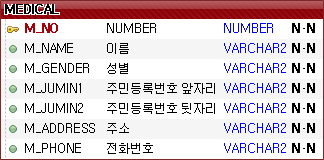 MEDICAL
M_NO NUMBER NUMBER N-N
M_NAME 이름 VARCHAR2 N-N
M_GENDER 성별 VARCHAR2 N-N
M_JUMIN1 주민등록번호 앞자리 VARCHAR2 N-N
M_JUMIN2 주민등록번호 뒷자리 VARCHAR2 N-N
M_ADDRESS 주소 VARCHAR2 N-N
M_PHONE 전화번호 VARCHAR2 N-N